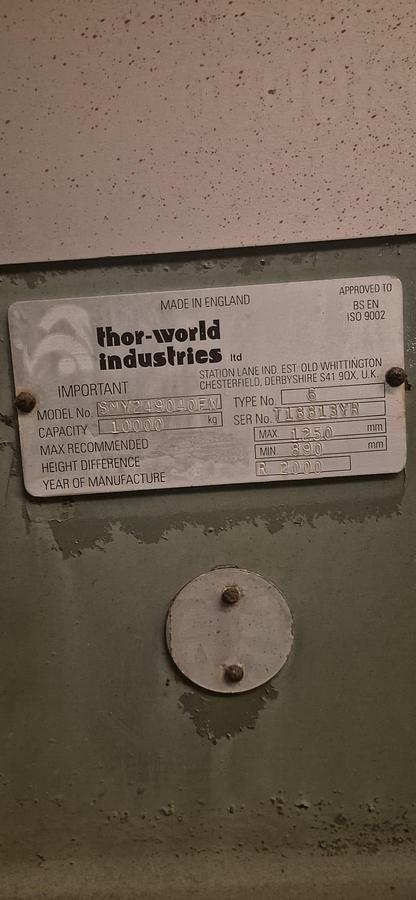 MADE IN ENGLAND
APPROVED TO
BS EN
ISO 9002
thor-world
industries ltd
STATION LANE IND. EST. OLD WHITTINGTON
CHESTERFIELD, DERBYSHIRE S41 9QX, U.K.
IMPORTANT
MODEL No. SMY249040EW
TYPE No. 6
CAPACITY 10000 kg
SER No. T18813YR
MAX RECOMMENDED
HEIGHT DIFFERENCE
MAX 1250 mm
MIN 890 mm
YEAR OF MANUFACTURE R 2000